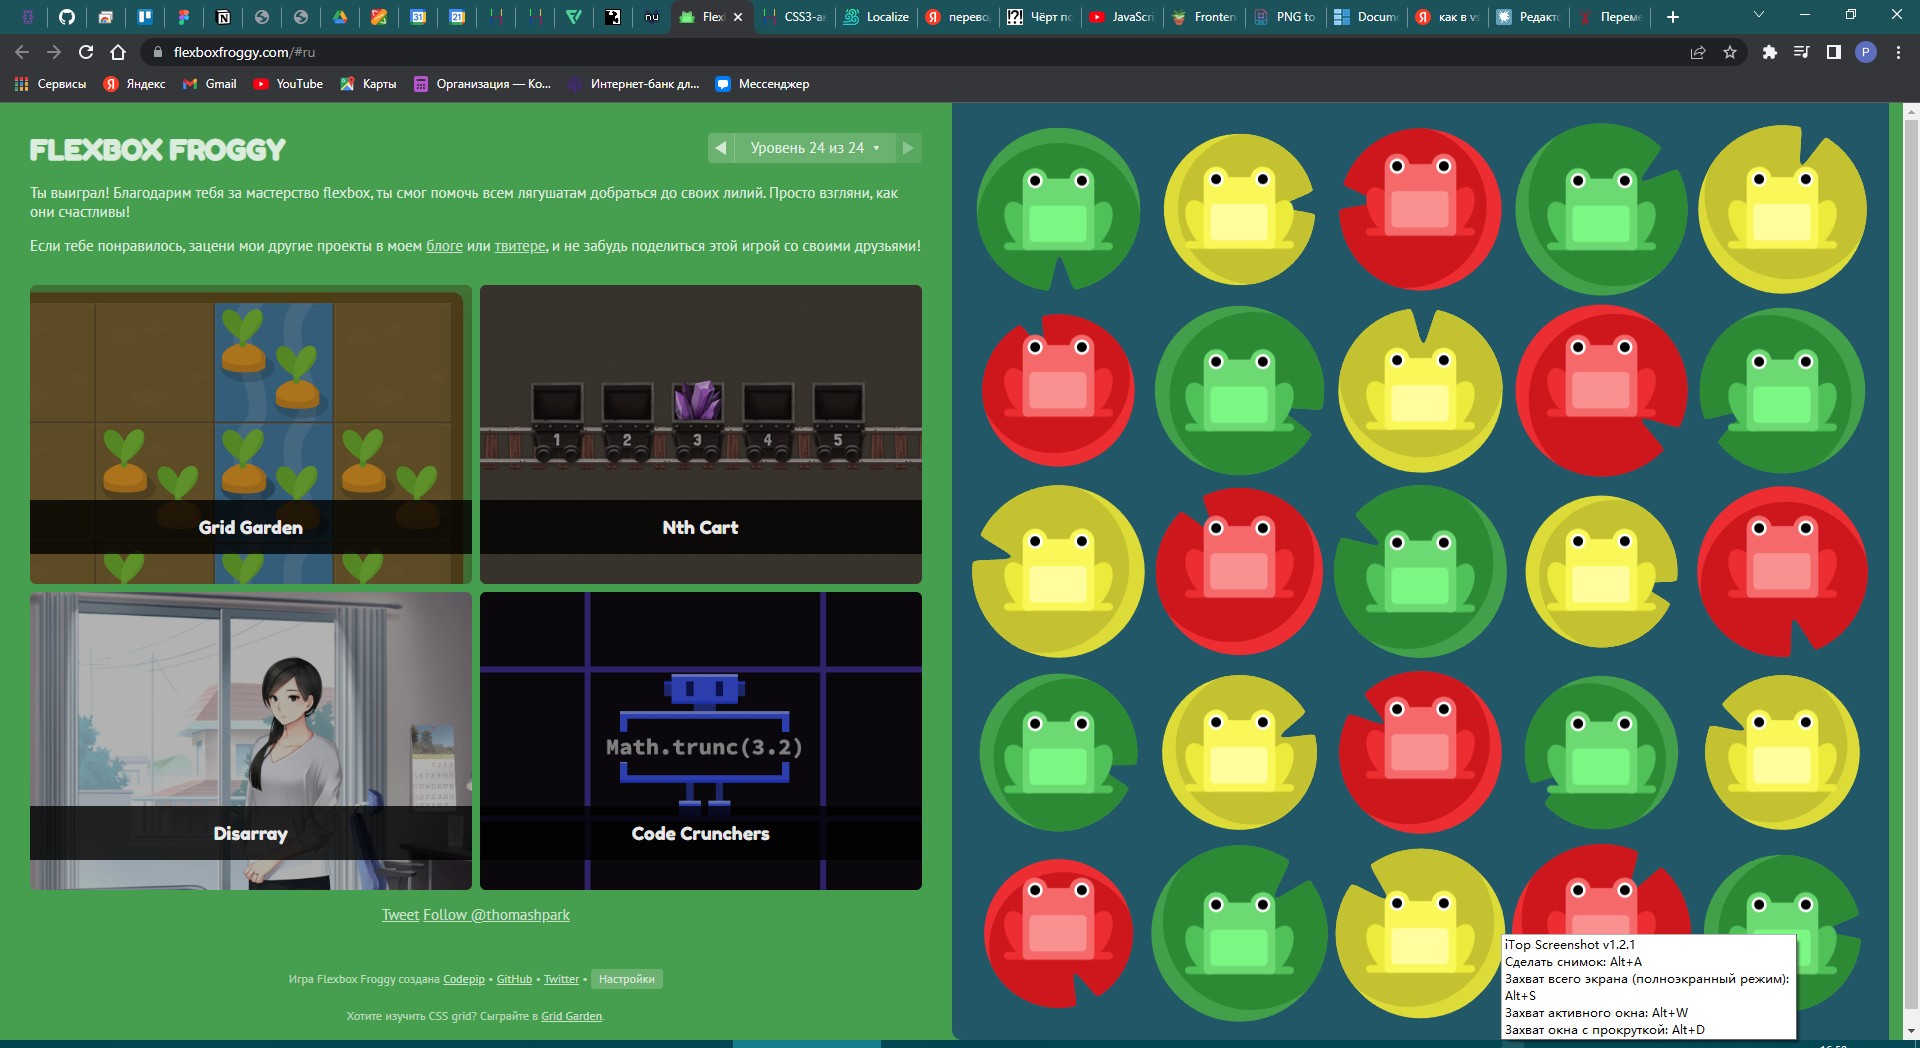 Flex
CSS3-а
Localize
перево
Чёрт по
JavaScri
Fronten
PNG to
Docum
как в vs
Редакто
Переме
flexboxfroggy.com/#ru
P
Сервисы
Яндекс
Gmail
YouTube
Карты
Организация — Ко...
Интернет-банк дл...
Мессенджер
FLEXBOX FROGGY
Уровень 24 из 24
Ты выиграл! Благодарим тебя за мастерство flexbox, ты смог помочь всем лягушатам добраться до своих лилий. Просто взгляни, как
они счастливы!
Если тебе понравилось, зацени мои другие проекты в моем блоге или твитере, и не забудь поделиться этой игрой со своими друзьями!
1 2 3 4 5
Grid Garden
Nth Cart
Math.trunc(3.2)
Disarray
Code Crunchers
Tweet Follow @thomashpark
Игра Flexbox Froggy создана Codepip • GitHub • Twitter • Настройки
Хотите изучить CSS grid? Сыграйте в Grid Garden.
iTop Screenshot v1.2.1
Сделать снимок: Alt+A
Захват всего экрана (полноэкранный режим):
Alt+S
Захват активного окна: Alt+W
Захват окна с прокруткой: Alt+D